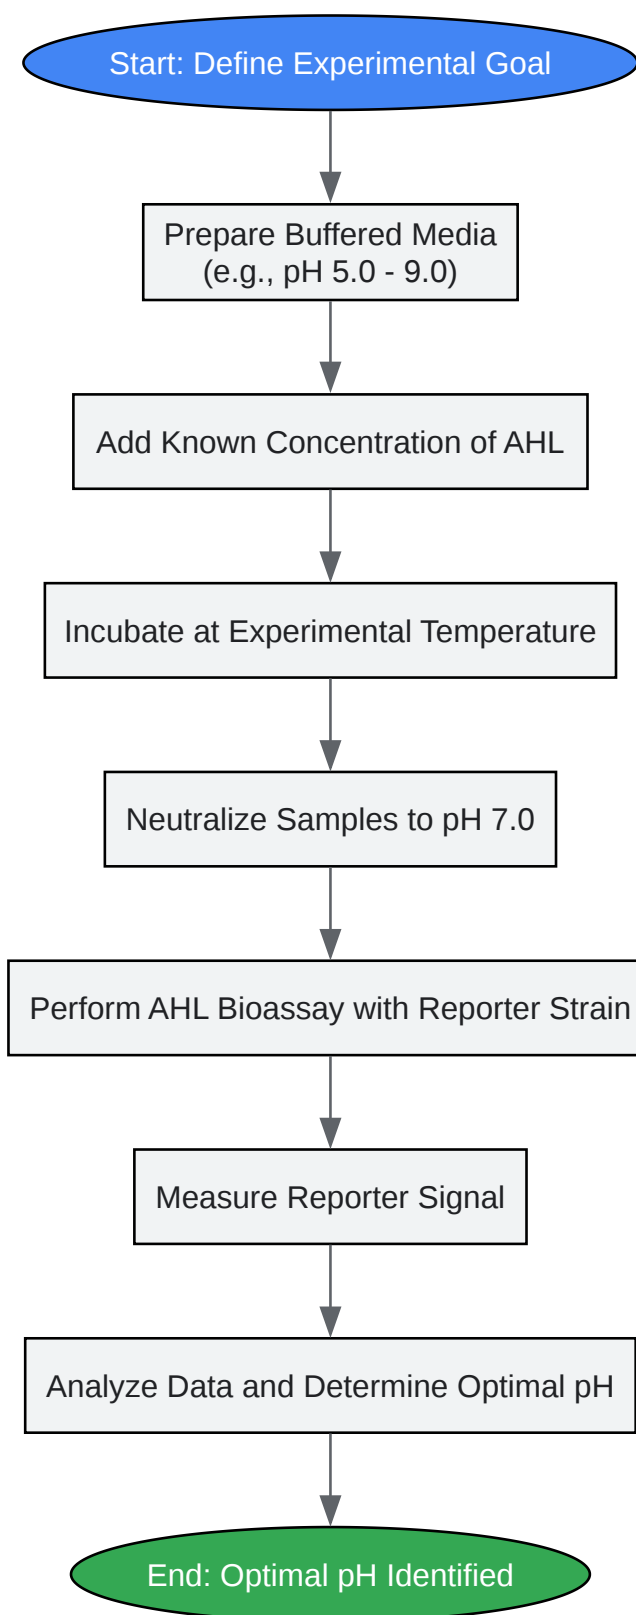 Start: Define Experimental Goal
Prepare Buffered Media
(e.g., pH 5.0 - 9.0)
Add Known Concentration of AHL
Incubate at Experimental Temperature
Neutralize Samples to pH 7.0
Perform AHL Bioassay with Reporter Strain
Measure Reporter Signal
Analyze Data and Determine Optimal pH
End: Optimal pH Identified